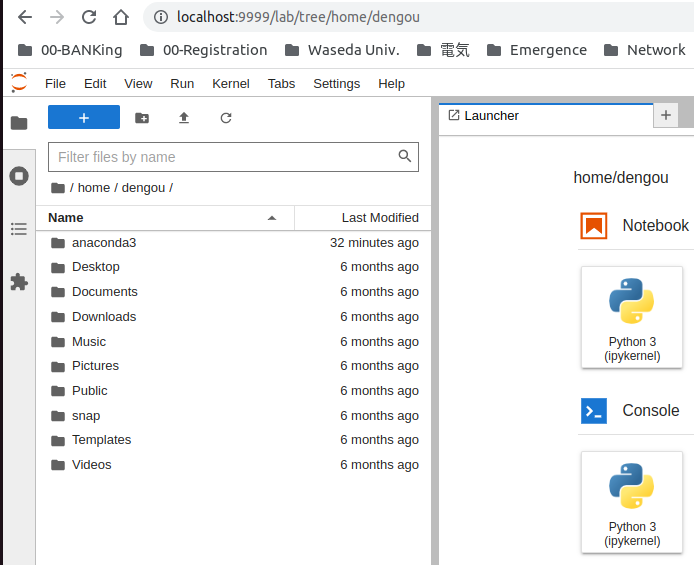 localhost:9999/lab/tree/home/dengou
00-BANKing 00-Registration Waseda Univ. 電気 Emergence Network
File Edit View Run Kernel Tabs Settings Help
Launcher
Filter files by name
/ home / dengou /
Name Last Modified
anaconda3 32 minutes ago
Desktop 6 months ago
Documents 6 months ago
Downloads 6 months ago
Music 6 months ago
Pictures 6 months ago
Public 6 months ago
snap 6 months ago
Templates 6 months ago
Videos 6 months ago
home/dengou
Notebook
Python 3
(ipykernel)
Console
Python 3
(ipykernel)